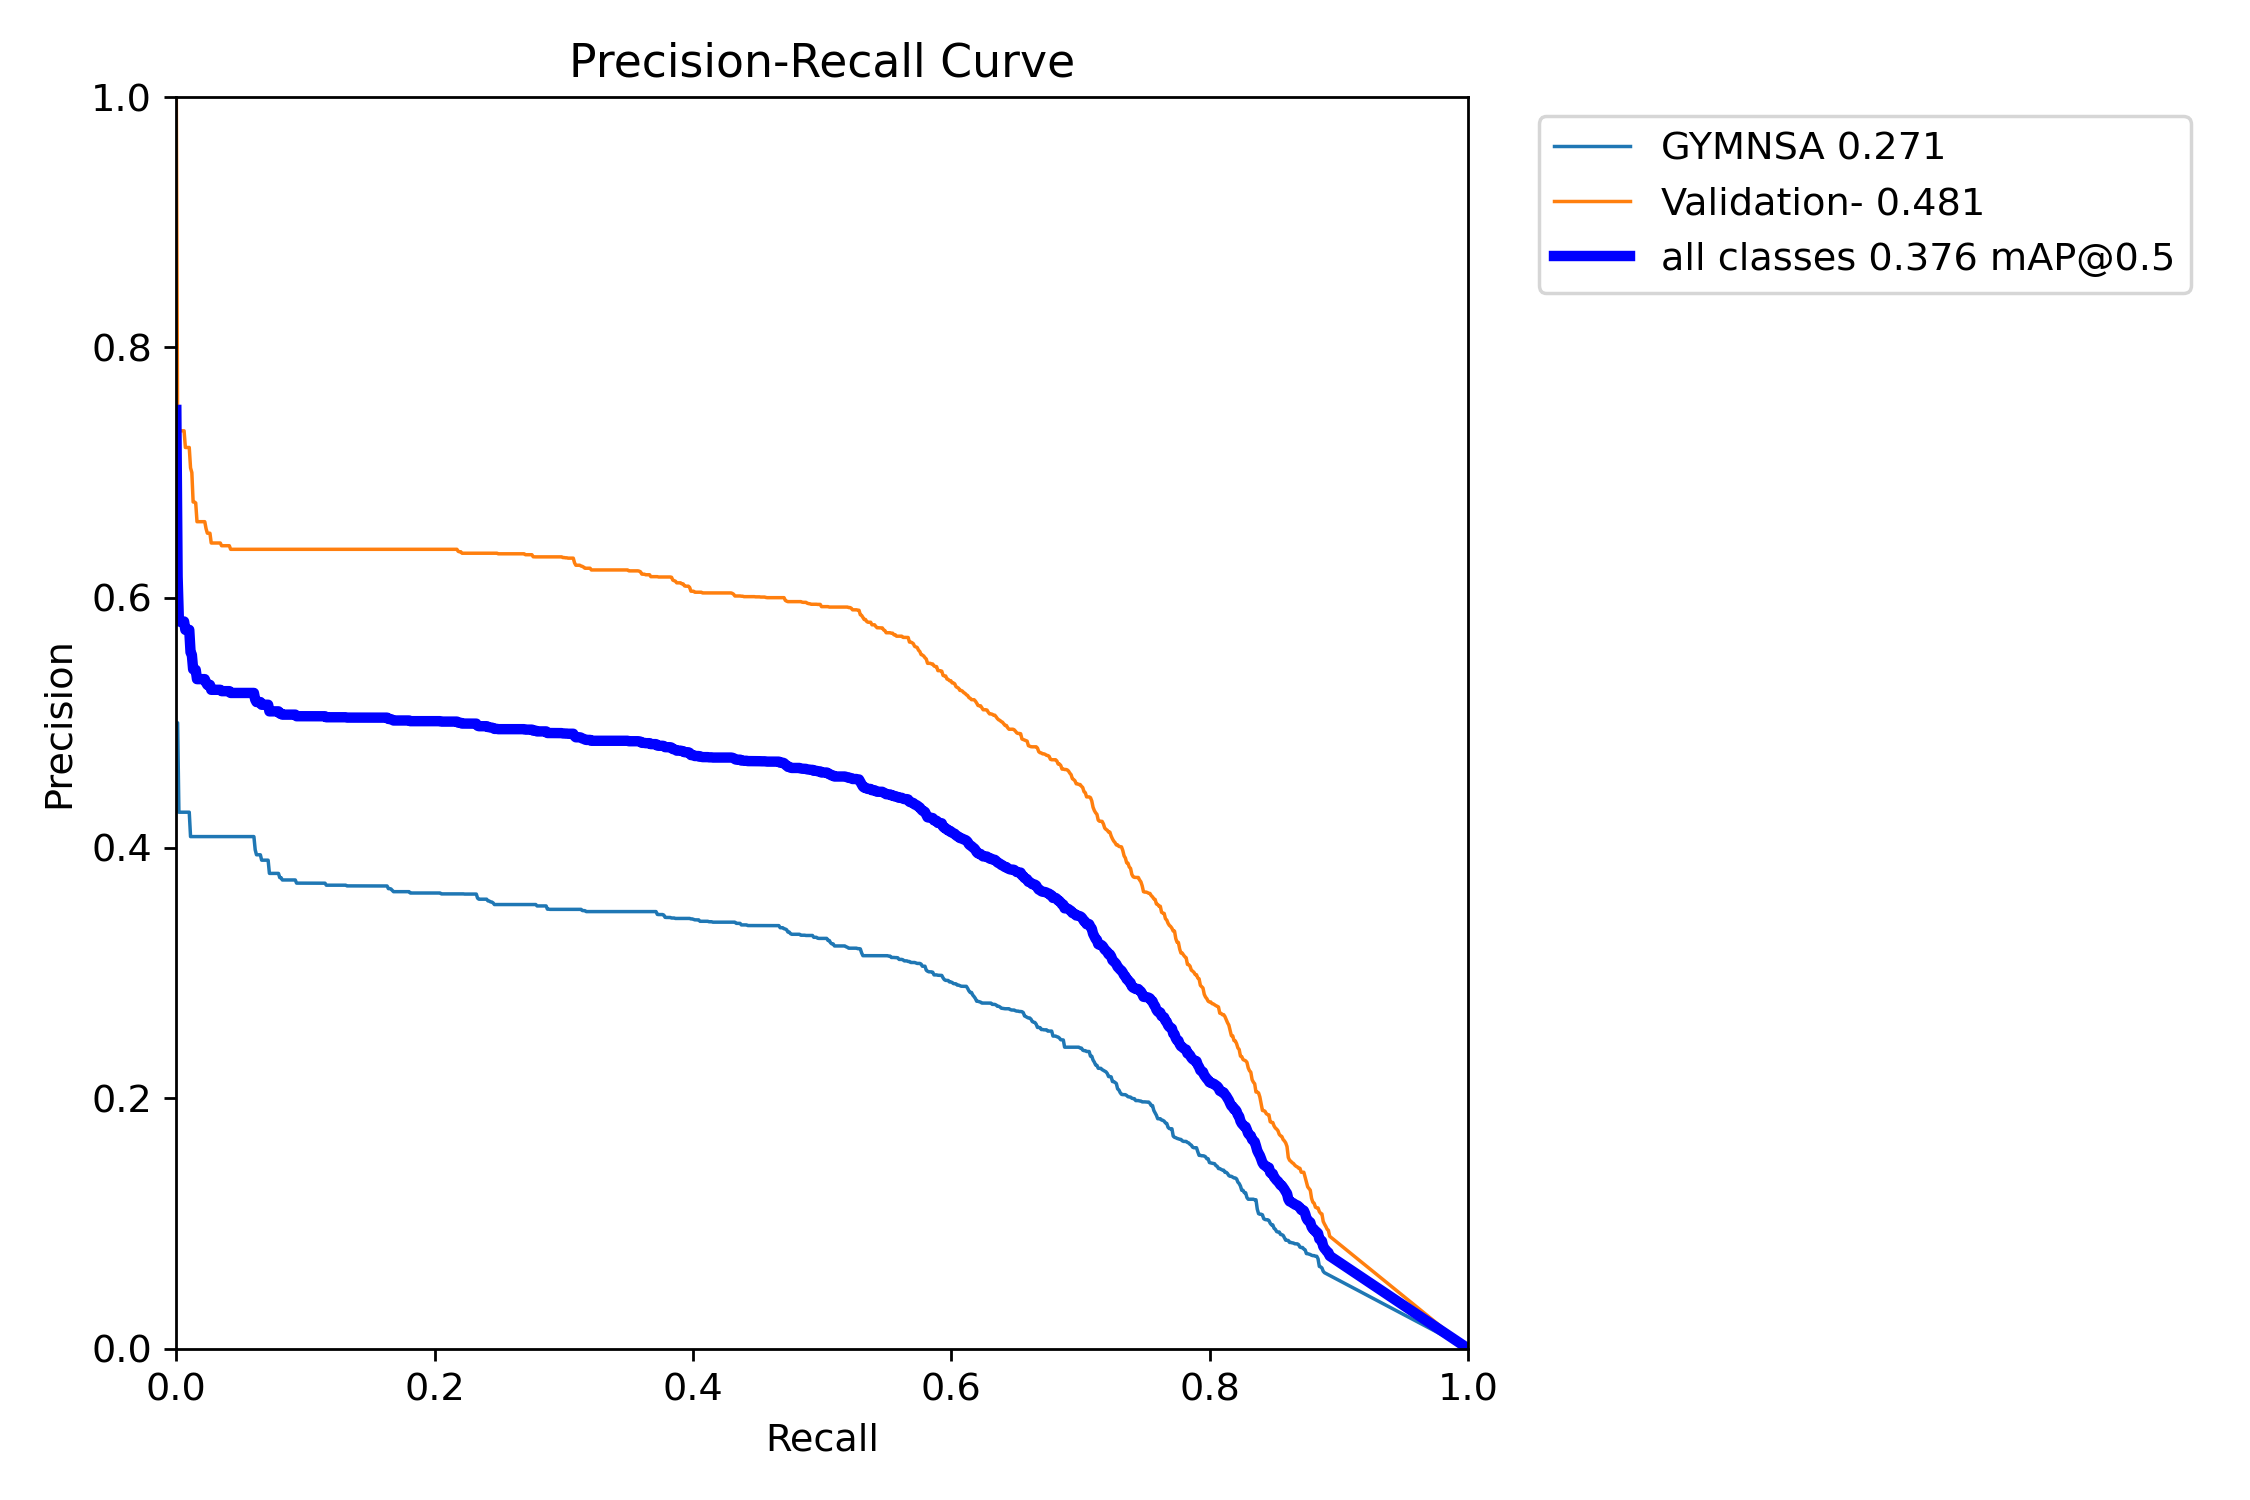 Precision-Recall Curve
1.0
0.8
0.6
0.4
0.2
0.0
Precision
0.0 0.2 0.4 0.6 0.8 1.0
Recall
GYMNSA 0.271
Validation- 0.481
all classes 0.376 mAP@0.5